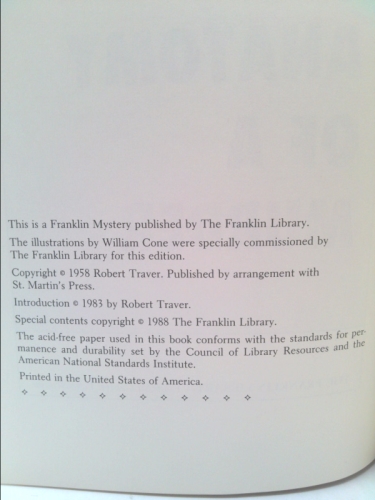 This is a Franklin Mystery published by The Franklin Library.
The illustrations by William Cone were specially commissioned by
The Franklin Library for this edition.
Copyright © 1958 Robert Traver. Published by arrangement with
St. Martin's Press.
Introduction © 1983 by Robert Traver.
Special contents copyright © 1988 The Franklin Library.
The acid-free paper used in this book conforms with the standards for per-
manence and durability set by the Council of Library Resources and the
American National Standards Institute.
Printed in the United States of America.